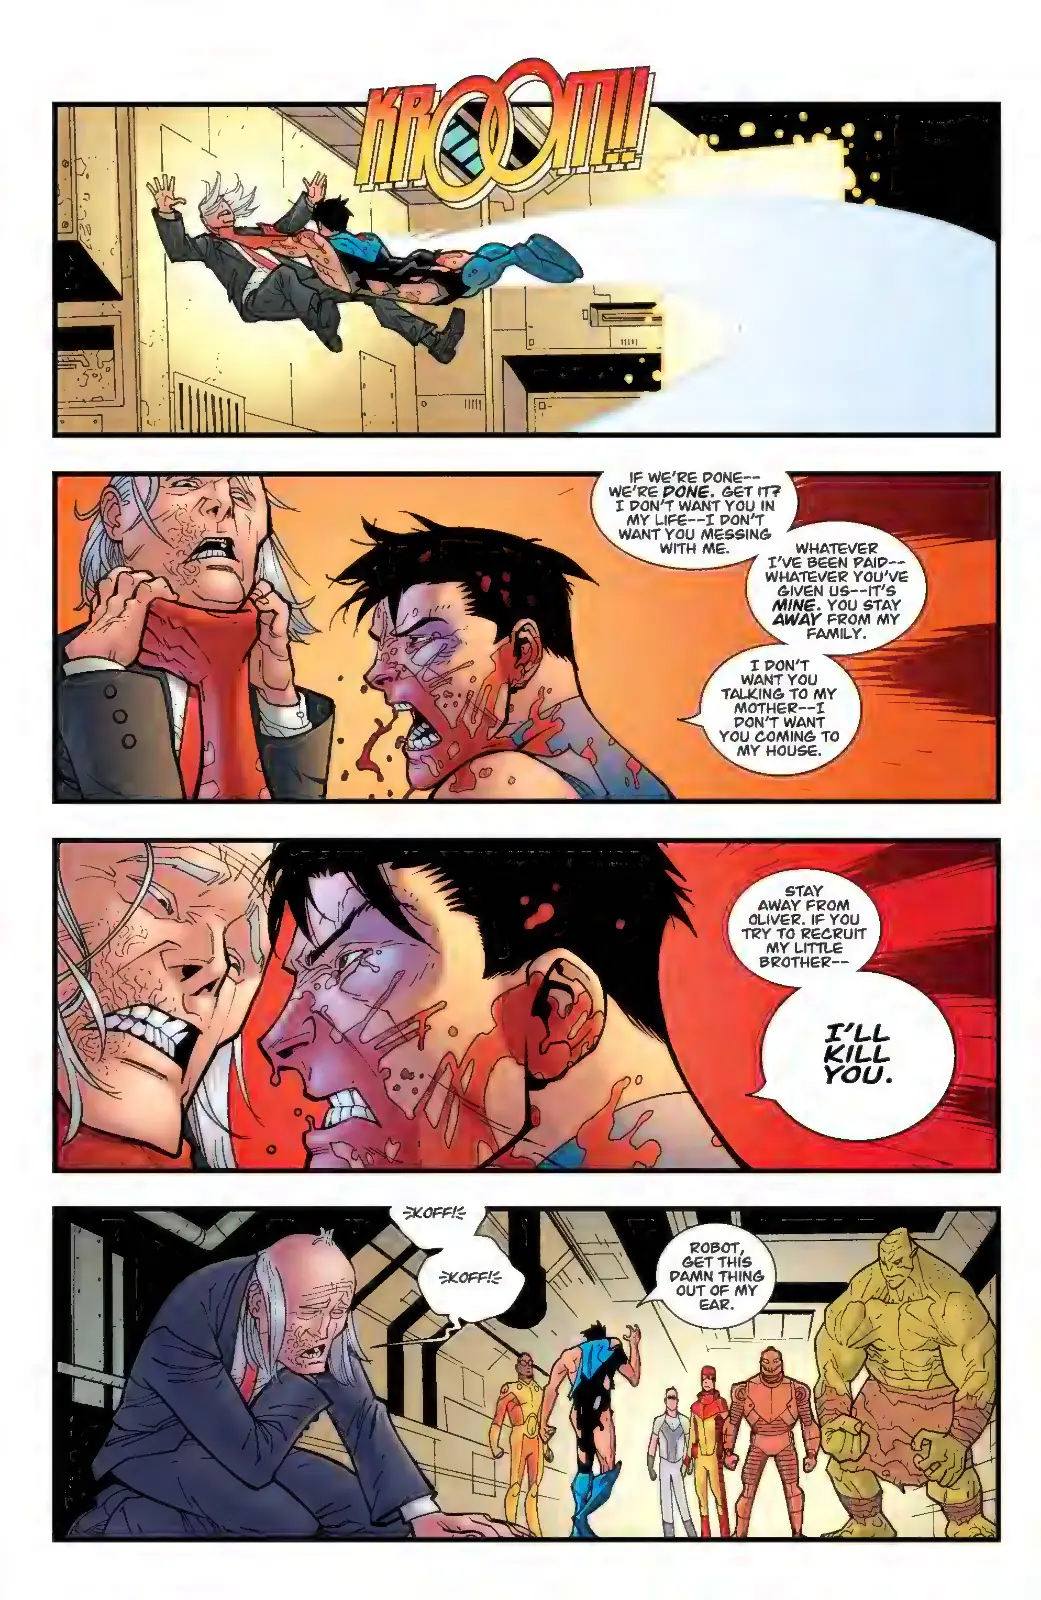 KROOM!!
IF WE'RE DONE--
WE'RE DONE. GET IT?
I DON'T WANT YOU IN
MY LIFE--I DON'T
WANT YOU MESSING
WITH ME.
WHATEVER
I'VE BEEN PAID--
WHATEVER YOU'VE
GIVEN US--IT'S
MINE. YOU STAY
AWAY FROM MY
FAMILY.
I DON'T
WANT YOU
TALKING TO MY
MOTHER--I
DON'T WANT
YOU COMING TO
MY HOUSE.
STAY
AWAY FROM
OLIVER. IF YOU
TRY TO RECRUIT
MY LITTLE
BROTHER--
I'LL
KILL
YOU.
KOFF!
KOFF!
ROBOT,
GET THIS
DAMN THING
OUT OF MY
EAR.